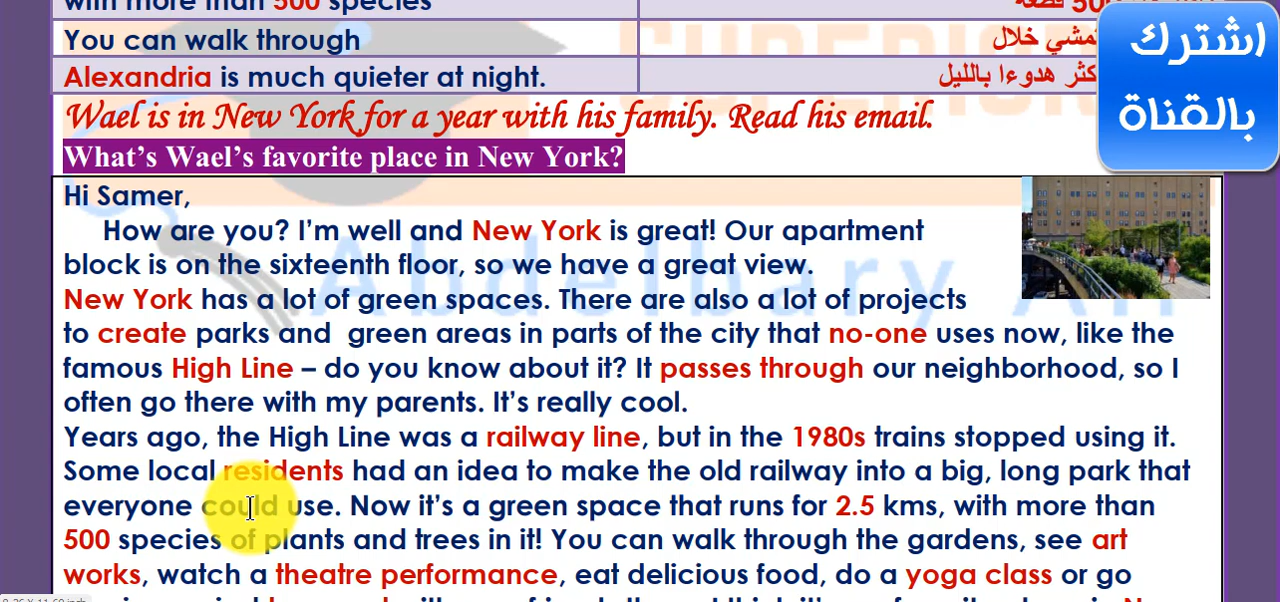 with more than 500 species
You can walk through
تمشي خلال
Alexandria is much quieter at night.
كثر هدوءا بالليل
اشترك
بالقناة
Wael is in New York for a year with his family. Read his email.
What's Wael's favorite place in New York?
Hi Samer,
How are you? I'm well and New York is great! Our apartment
block is on the sixteenth floor, so we have a great view.
New York has a lot of green spaces. There are also a lot of projects
to create parks and green areas in parts of the city that no-one uses now, like the
famous High Line – do you know about it? It passes through our neighborhood, so I
often go there with my parents. It's really cool.
Years ago, the High Line was a railway line, but in the 1980s trains stopped using it.
Some local residents had an idea to make the old railway into a big, long park that
everyone could use. Now it's a green space that runs for 2.5 kms, with more than
500 species of plants and trees in it! You can walk through the gardens, see art
works, watch a theatre performance, eat delicious food, do a yoga class or go
Abdelbary Ali